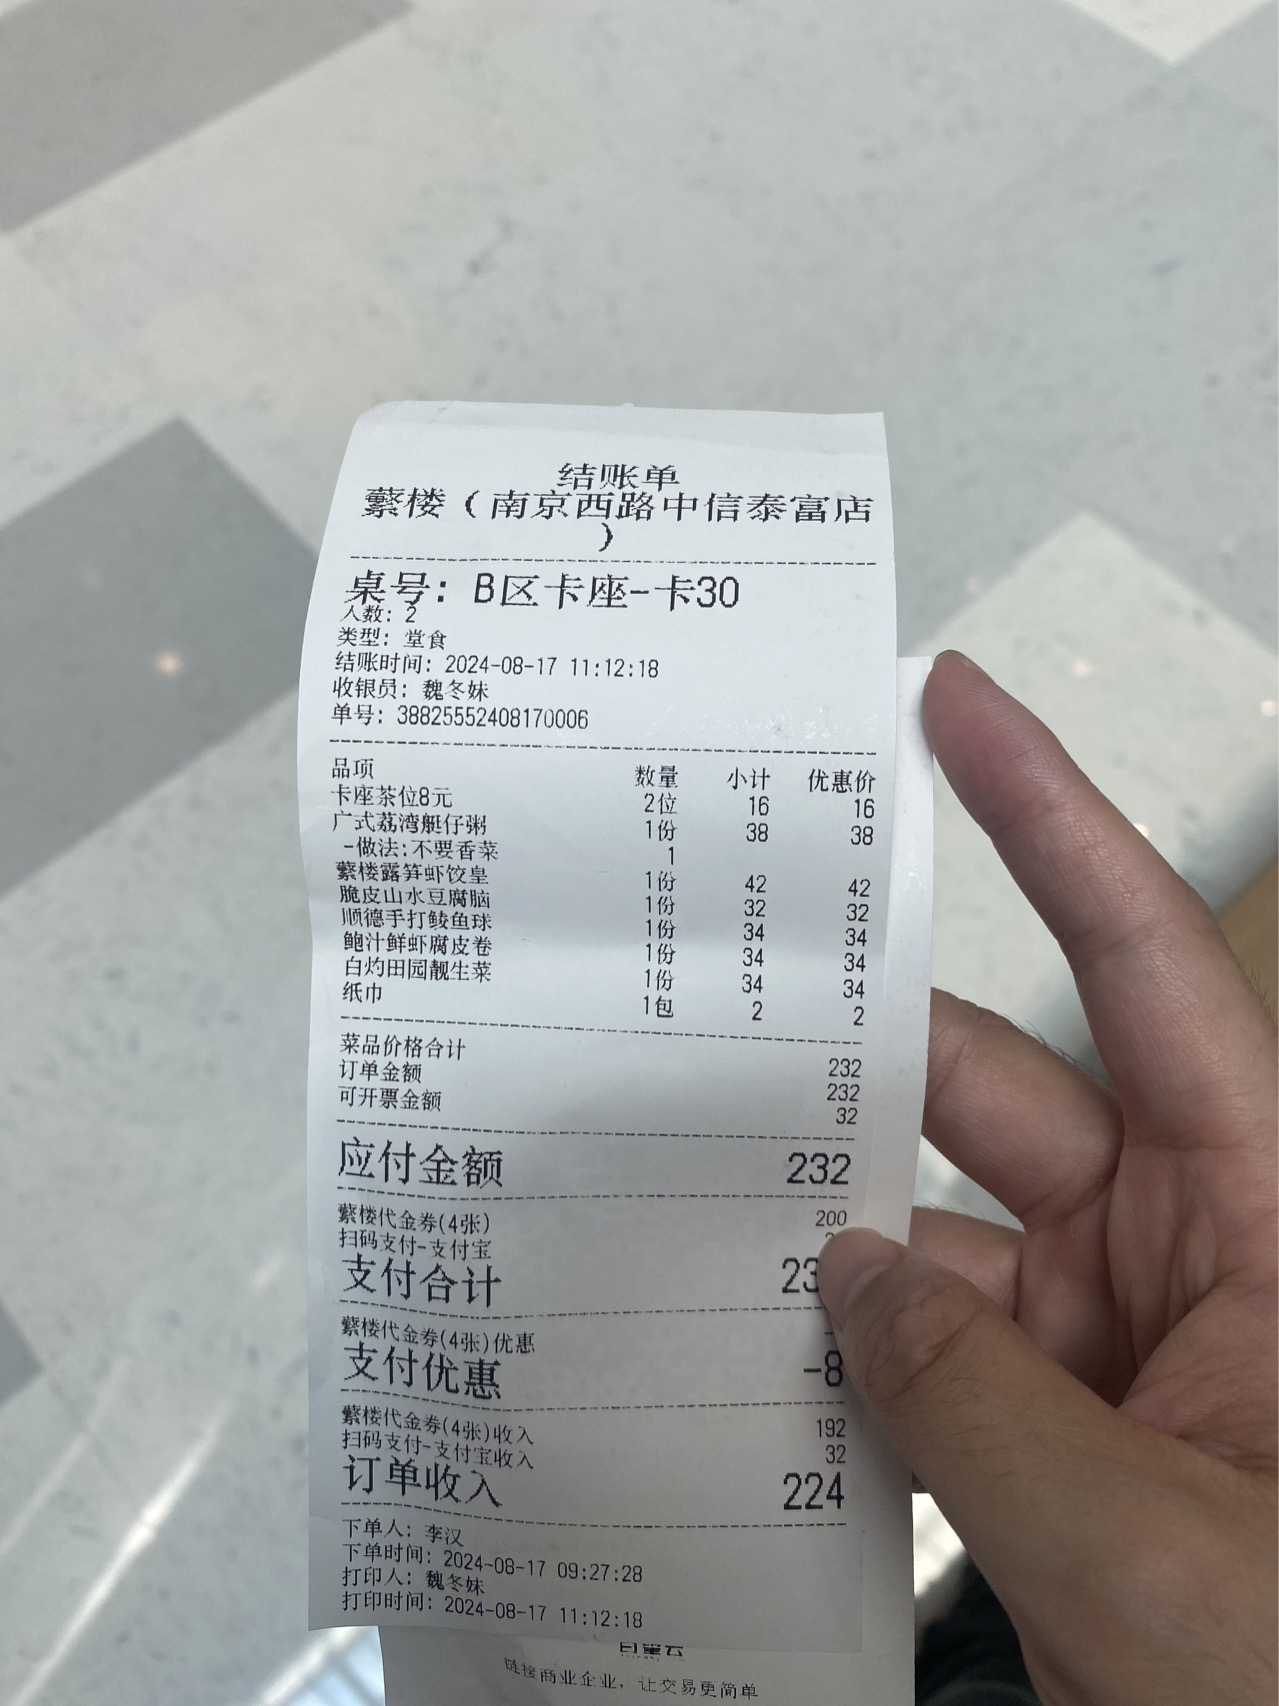 结账单
蘩楼（南京西路中信泰富店
）
桌号：B区卡座-卡30
人数：2
类型：堂食
结账时间：2024-08-17 11:12:18
收银员：魏冬妹
单号：38825552408170006
品项 数量 小计 优惠价
卡座茶位8元 2位 16 16
广式荔湾艇仔粥 1份 38 38
-做法:不要香菜 1
蘩楼露笋虾饺皇 1份 42 42
脆皮山水豆腐脑 1份 32 32
顺德手打鲮鱼球 1份 34 34
鲍汁鲜虾腐皮卷 1份 34 34
白灼田园靓生菜 1份 34 34
纸巾 1包 2 2
菜品价格合计 232
订单金额 232
可开票金额 32
应付金额 232
蘩楼代金券(4张) 200
扫码支付-支付宝
支付合计 23
蘩楼代金券(4张)优惠
支付优惠 -8
蘩楼代金券(4张)收入 192
扫码支付-支付宝收入 32
订单收入 224
下单人：李汉
下单时间：2024-08-17 09:27:28
打印人：魏冬妹
打印时间：2024-08-17 11:12:18
链接商业企业，让交易更简单